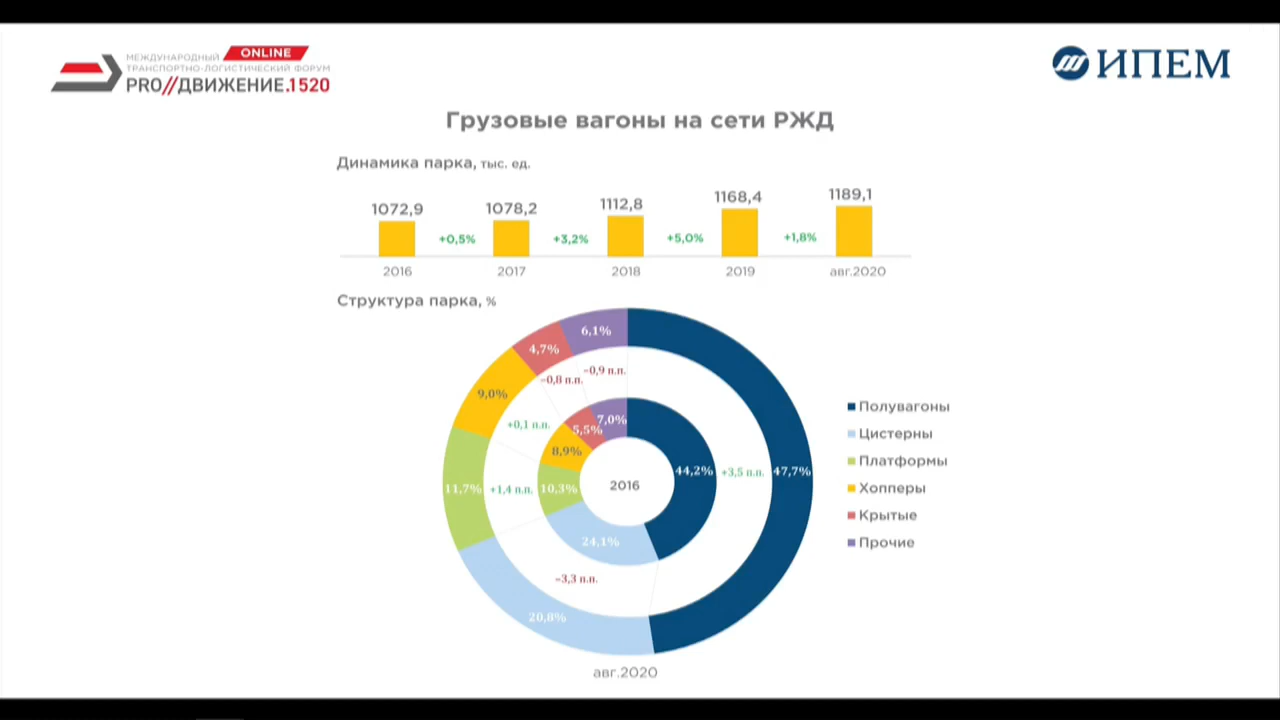 МЕЖДУНАРОДНЫЙ ONLINE
ТРАНСПОРТНО-ЛОГИСТИЧЕСКИЙ ФОРУМ
PRO//ДВИЖЕНИЕ.1520
ИПЕМ
Грузовые вагоны на сети РЖД
Динамика парка, тыс. ед.
1072,9 1078,2 1112,8 1168,4 1189,1
+0,5% +3,2% +5,0% +1,8%
2016 2017 2018 2019 авг.2020
Структура парка, %
6,1%
4,7%
9,0%
11,7%
20,8%
47,7%
−0,9 п.п.
−0,8 п.п.
+0,1 п.п.
+1,4 п.п.
−3,3 п.п.
+3,5 п.п.
7,0%
5,5%
8,9%
10,3%
24,1%
44,2%
2016
авг.2020
Полувагоны
Цистерны
Платформы
Хопперы
Крытые
Прочие